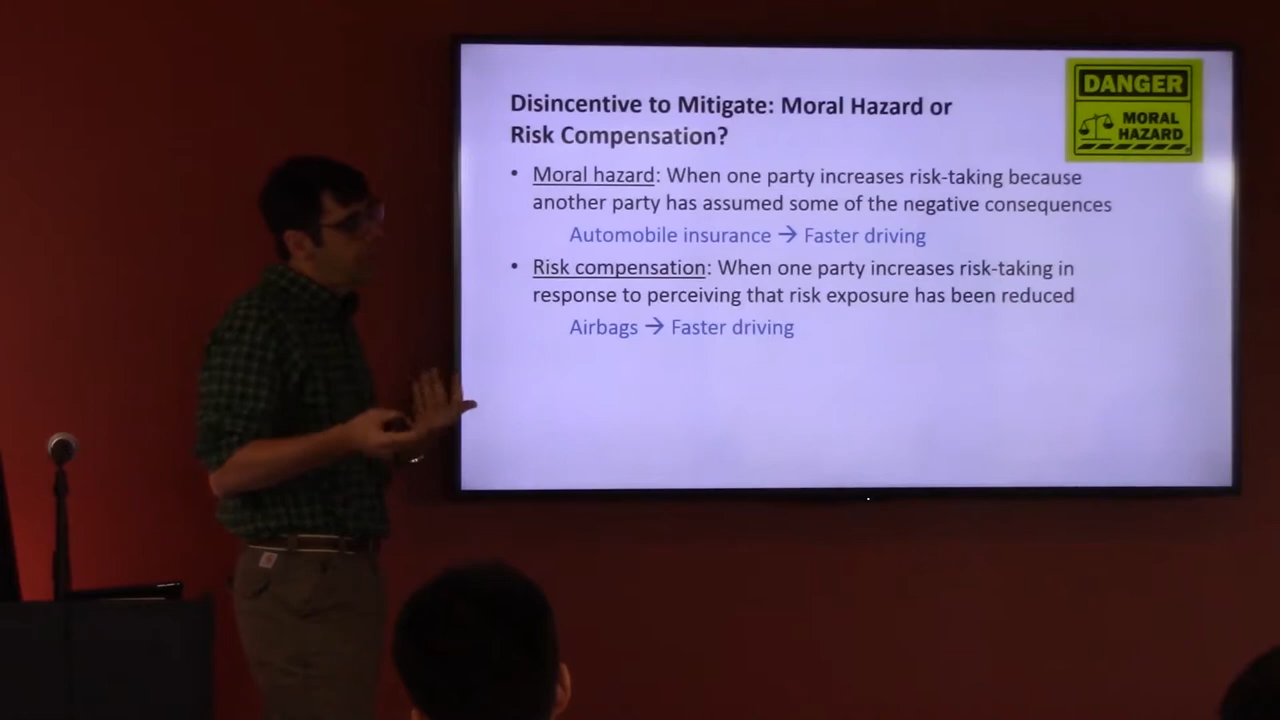 Disincentive to Mitigate: Moral Hazard or
Risk Compensation?
DANGER
MORAL
HAZARD
• Moral hazard: When one party increases risk-taking because
another party has assumed some of the negative consequences
Automobile insurance → Faster driving
• Risk compensation: When one party increases risk-taking in
response to perceiving that risk exposure has been reduced
Airbags → Faster driving